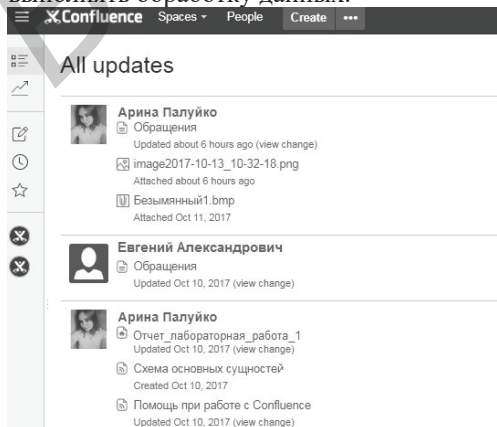 выполнять обработку данных.
Confluence Spaces People Create •••
All updates
Арина Палуйко
Обращения
Updated about 6 hours ago (view change)
image2017-10-13_10-32-18.png
Attached about 6 hours ago
Безымянный1.bmp
Attached Oct 11, 2017
Евгений Александрович
Обращения
Updated Oct 10, 2017 (view change)
Арина Палуйко
Отчет_лабораторная_работа_1
Updated Oct 10, 2017 (view change)
Схема основных сущностей
Created Oct 10, 2017
Помощь при работе с Confluence
Updated Oct 10, 2017 (view change)